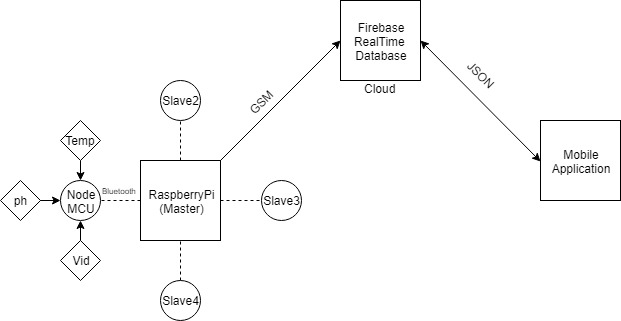 Firebase
RealTime
Database
Cloud
GSM
JSON
Mobile
Application
Slave2
Temp
ph
Node
MCU
Bluetooth
RaspberryPi
(Master)
Slave3
Vid
Slave4